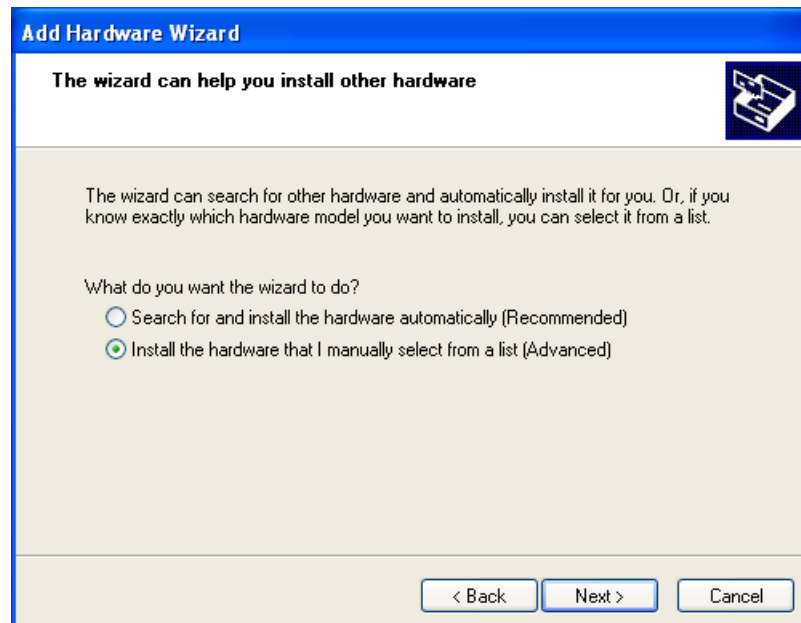 Add Hardware Wizard
The wizard can help you install other hardware
The wizard can search for other hardware and automatically install it for you. Or, if you
know exactly which hardware model you want to install, you can select it from a list.
What do you want the wizard to do?
Search for and install the hardware automatically (Recommended)
Install the hardware that I manually select from a list (Advanced)
< Back Next > Cancel